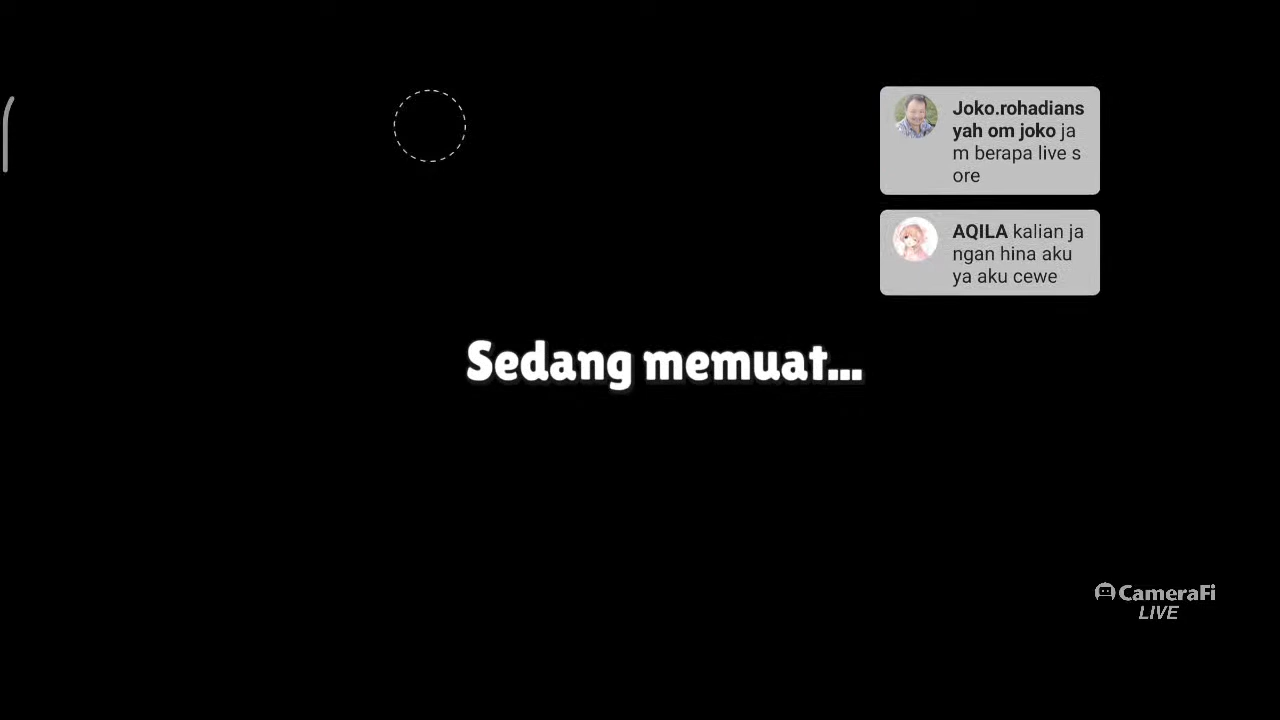 Joko.rohadians
yah om joko ja
m berapa live s
ore
AQILA kalian ja
ngan hina aku
ya aku cewe
Sedang memuat...
CameraFi
LIVE